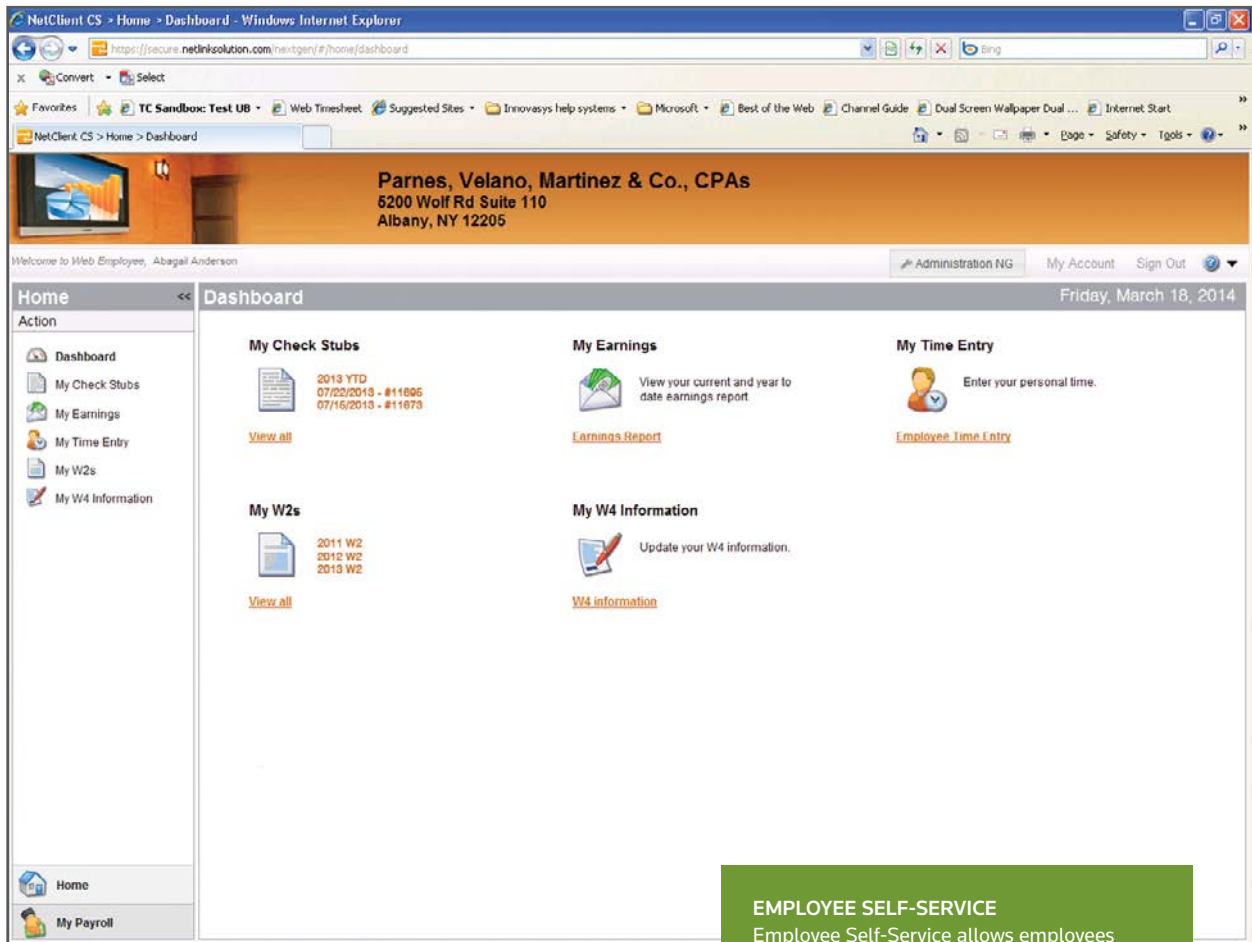 NetClient CS > Home > Dashboard - Windows Internet Explorer
https://secure.netlinksolution.com/nextgen/#/home/dashboard
Bing
x Convert Select
Favorites TC Sandbox: Test UB Web Timesheet Suggested Sites Innovasys help systems Microsoft Best of the Web Channel Guide Dual Screen Wallpaper Dual ... Internet Start »
NetClient CS > Home > Dashboard
Page Safety Tools »
Parnes, Velano, Martinez & Co., CPAs
5200 Wolf Rd Suite 110
Albany, NY 12205
Welcome to Web Employee, Abagail Anderson
Administration NG My Account Sign Out
Home << Dashboard Friday, March 18, 2014
Action
Dashboard
My Check Stubs
My Earnings
My Time Entry
My W2s
My W4 Information
My Check Stubs
2013 YTD
07/22/2013 - #11695
07/15/2013 - #11673
View all
My Earnings
View your current and year to
date earnings report
Earnings Report
My Time Entry
Enter your personal time.
Employee Time Entry
My W2s
2011 W2
2012 W2
2013 W2
View all
My W4 Information
Update your W4 information.
W4 information
Home
My Payroll
EMPLOYEE SELF-SERVICE
Employee Self-Service allows employees